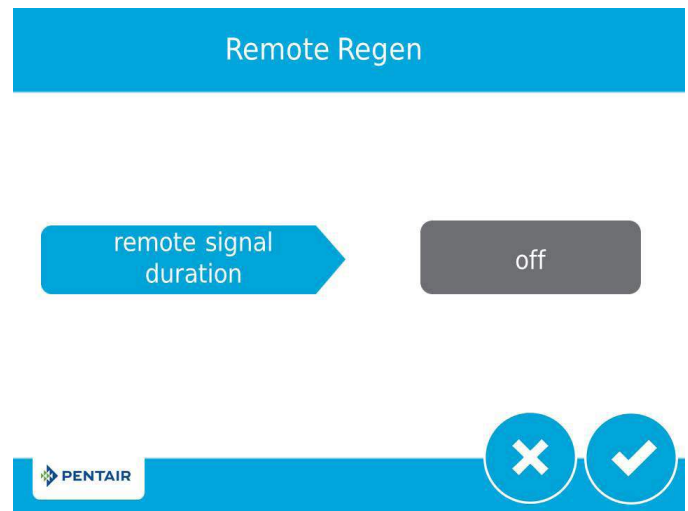 Remote Regen
remote signal
duration
off
PENTAIR